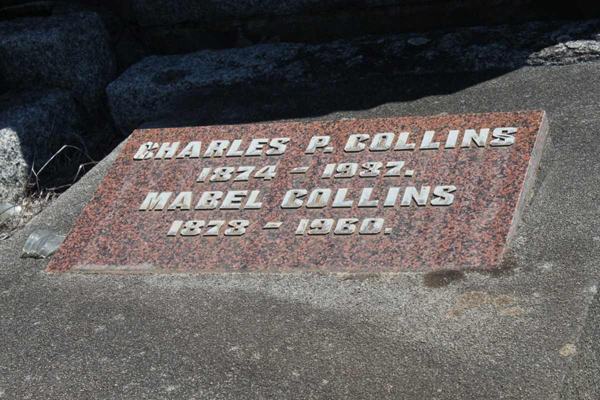 CHARLES P. COLLINS
1874 - 1937.
MABEL COLLINS
1878 - 1960.